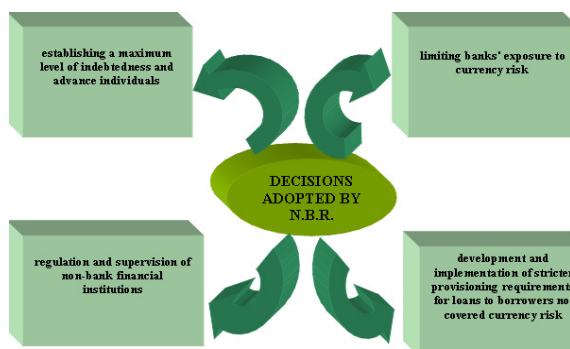 establishing a maximum
level of indebtedness and
advance individuals
limiting banks' exposure to
currency risk
DECISIONS
ADOPTED BY
N.B.R.
regulation and supervision of
non-bank financial
institutions
development and
implementation of stricter
provisioning requirement
for loans to borrowers no
covered currency risk